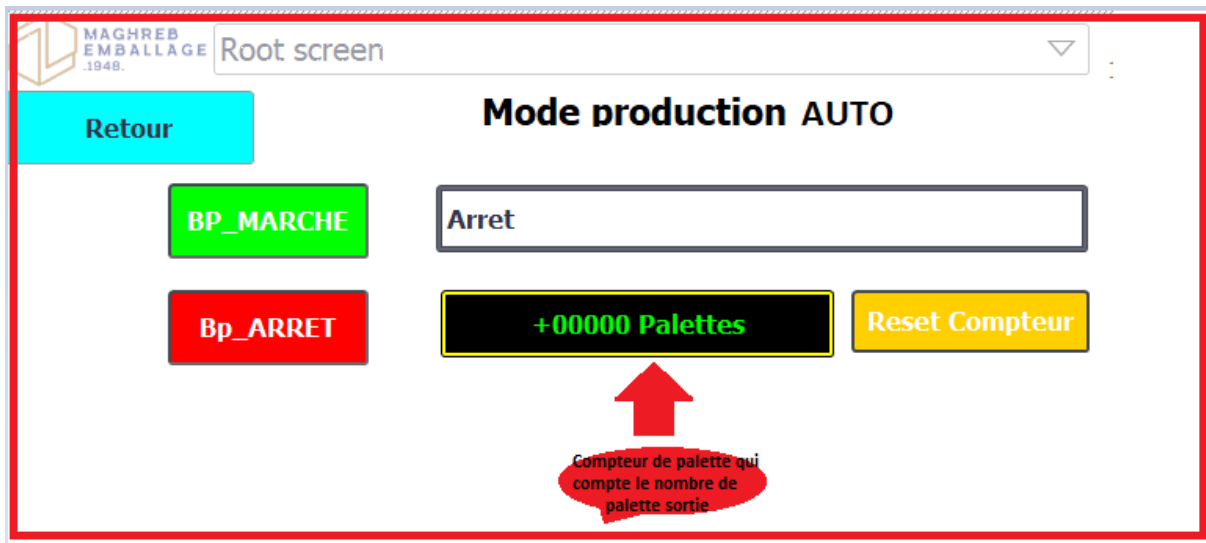 MAGHREB
EMBALLAGE
.1948.
Root screen
Retour
Mode production AUTO
BP_MARCHE
Arret
Bp_ARRET
+00000 Palettes
Reset Compteur
Compteur de palette qui
compte le nombre de
palette sortie